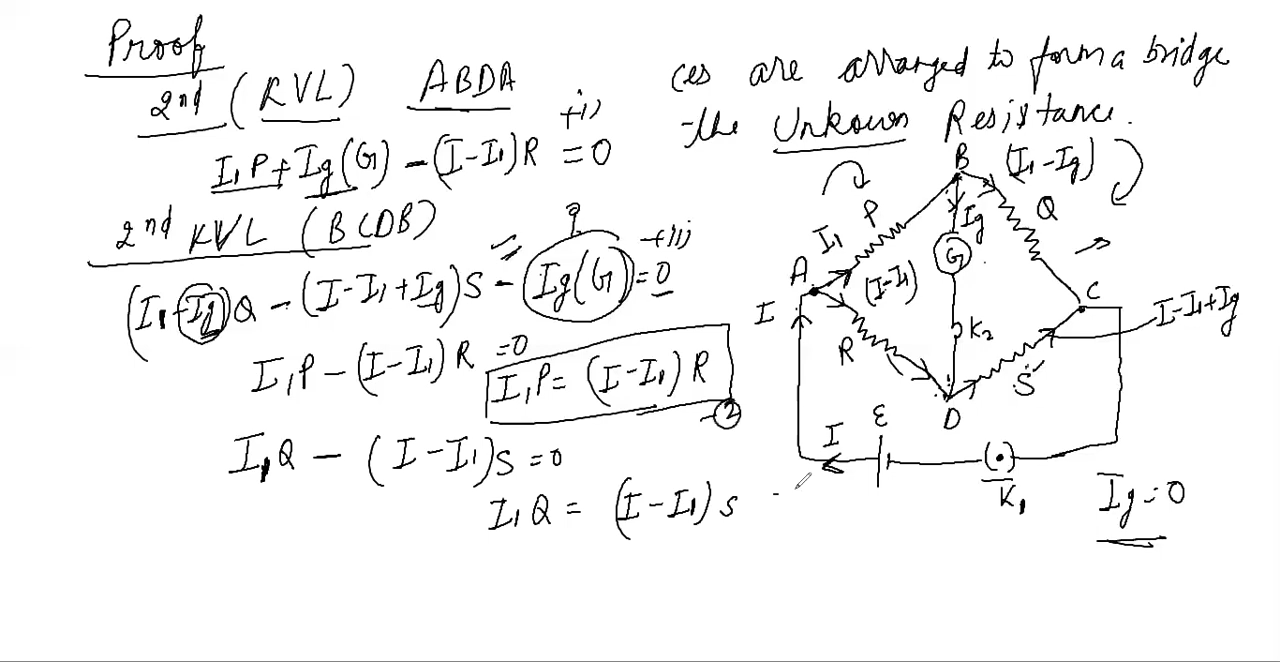 Proof
2nd (KVL) ABDA
I₁P + Ig(G) - (I-I₁)R = 0 +i)
2nd KVL (BCDB)
(I₁+Ig)Q - (I-I₁+Ig)S - Ig(G) = 0 +ii)
I₁P - (I-I₁)R = 0
I₁P = (I-I₁)R
-②
I₁Q - (I-I₁)S = 0
I₁Q = (I-I₁)S -
ces are arranged to form a bridge
the Unkown Resistance.
B
(I₁-Ig)
P
Q
I₁
Ig
G
A
(I-I₁)
C
I
I-I₁+Ig
K₂
R
S
D
I
ε
(•)
K₁
Ig=0